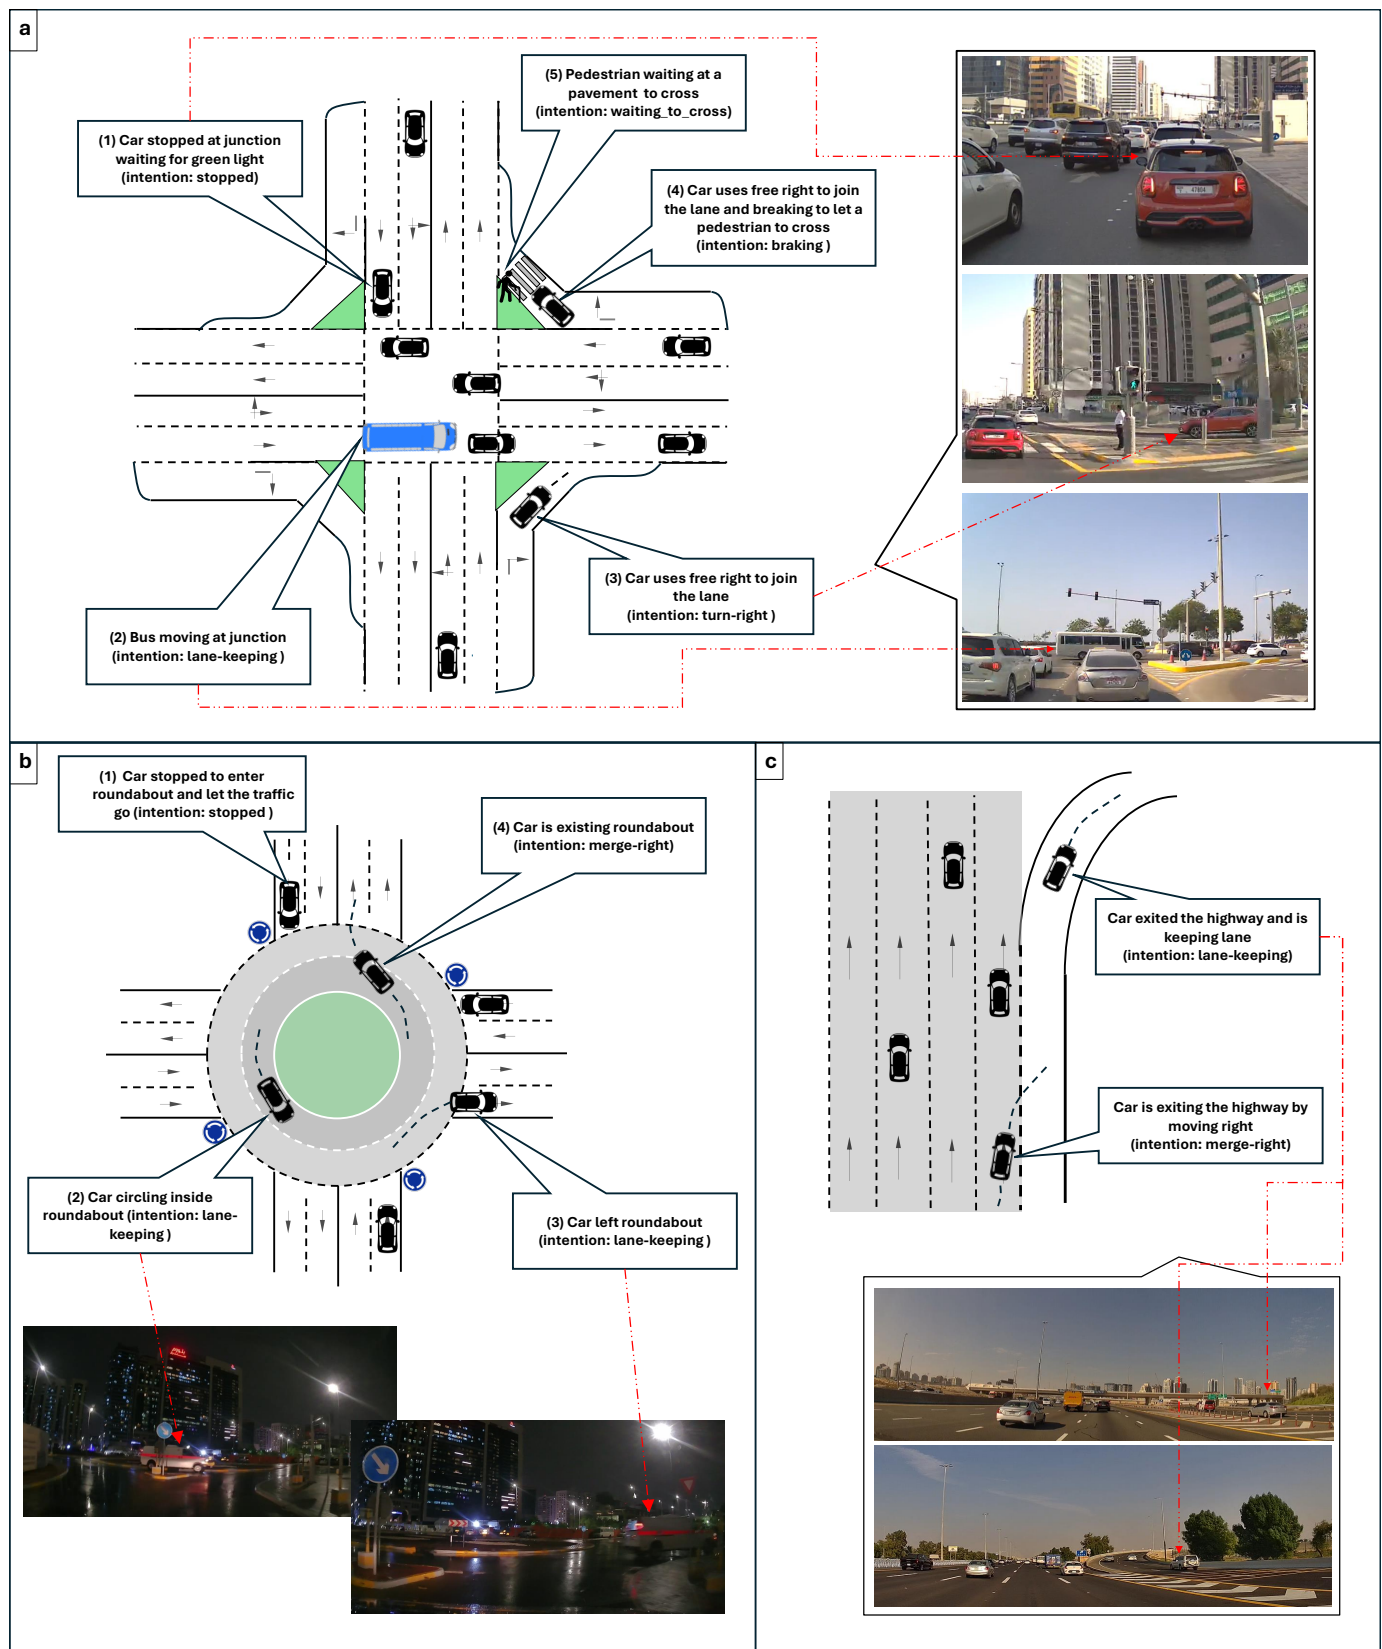 a
(5) Pedestrian waiting at a
pavement to cross
(intention: waiting_to_cross)
(1) Car stopped at junction
waiting for green light
(intention: stopped)
(4) Car uses free right to join
the lane and breaking to let a
pedestrian to cross
(intention: braking )
(3) Car uses free right to join
the lane
(intention: turn-right )
(2) Bus moving at junction
(intention: lane-keeping )
b
(1) Car stopped to enter
roundabout and let the traffic
go (intention: stopped )
(4) Car is existing roundabout
(intention: merge-right)
(2) Car circling inside
roundabout (intention: lane-
keeping )
(3) Car left roundabout
(intention: lane-keeping )
c
Car exited the highway and is
keeping lane
(intention: lane-keeping)
Car is exiting the highway by
moving right
(intention: merge-right)